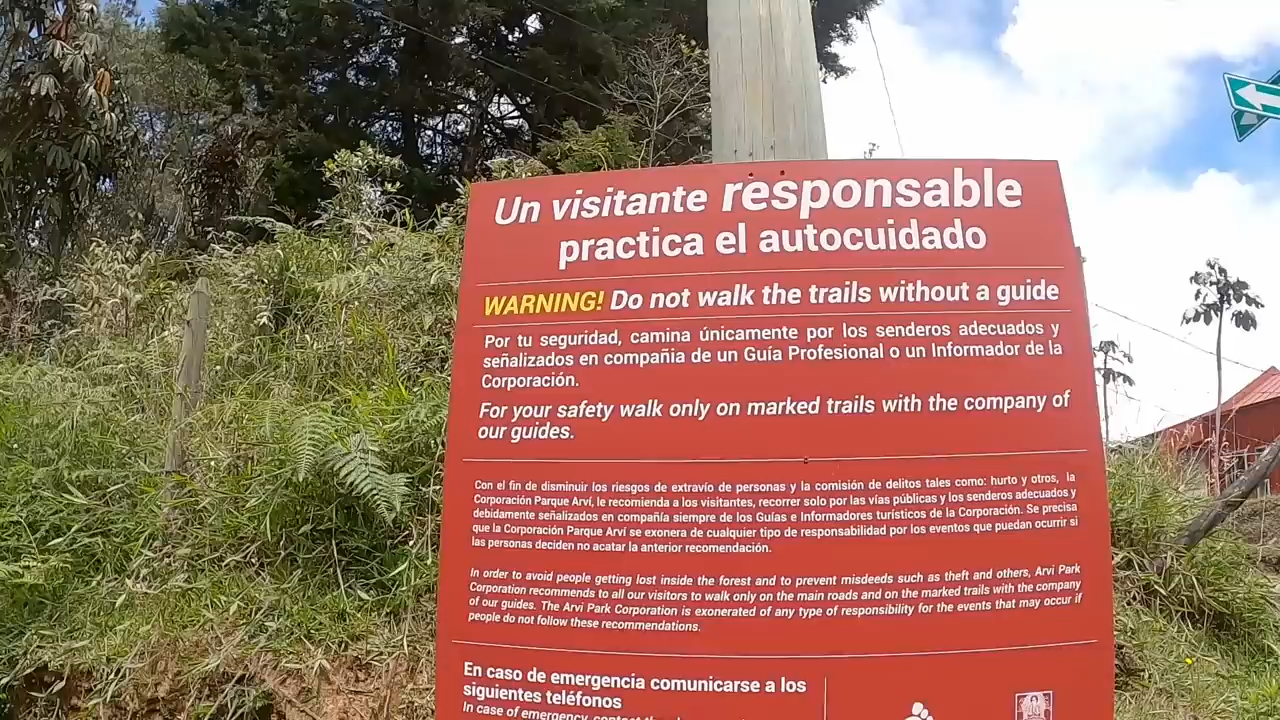 Un visitante responsable
practica el autocuidado
WARNING! Do not walk the trails without a guide
Por tu seguridad, camina únicamente por los senderos adecuados y
señalizados en compañia de un Guía Profesional o un Informador de la
Corporación.
For your safety walk only on marked trails with the company of
our guides.
Con el fin de disminuir los riesgos de extravío de personas y la comisión de delitos tales como: hurto y otros, la
Corporación Parque Arví, le recomienda a los visitantes, recorrer solo por las vías públicas y los senderos adecuados y
debidamente señalizados en compañía siempre de los Guías e Informadores turísticos de la Corporación. Se precisa
que la Corporación Parque Arví se exonera de cualquier tipo de responsabilidad por los eventos que puedan ocurrir si
las personas deciden no acatar la anterior recomendación.
In order to avoid people getting lost inside the forest and to prevent misdeeds such as theft and others, Arvi Park
Corporation recommends to all our visitors to walk only on the main roads and on the marked trails with the company
of our guides. The Arvi Park Corporation is exonerated of any type of responsibility for the events that may occur if
people do not follow these recommendations.
En caso de emergencia comunicarse a los
siguientes teléfonos
In case of emergency, contact